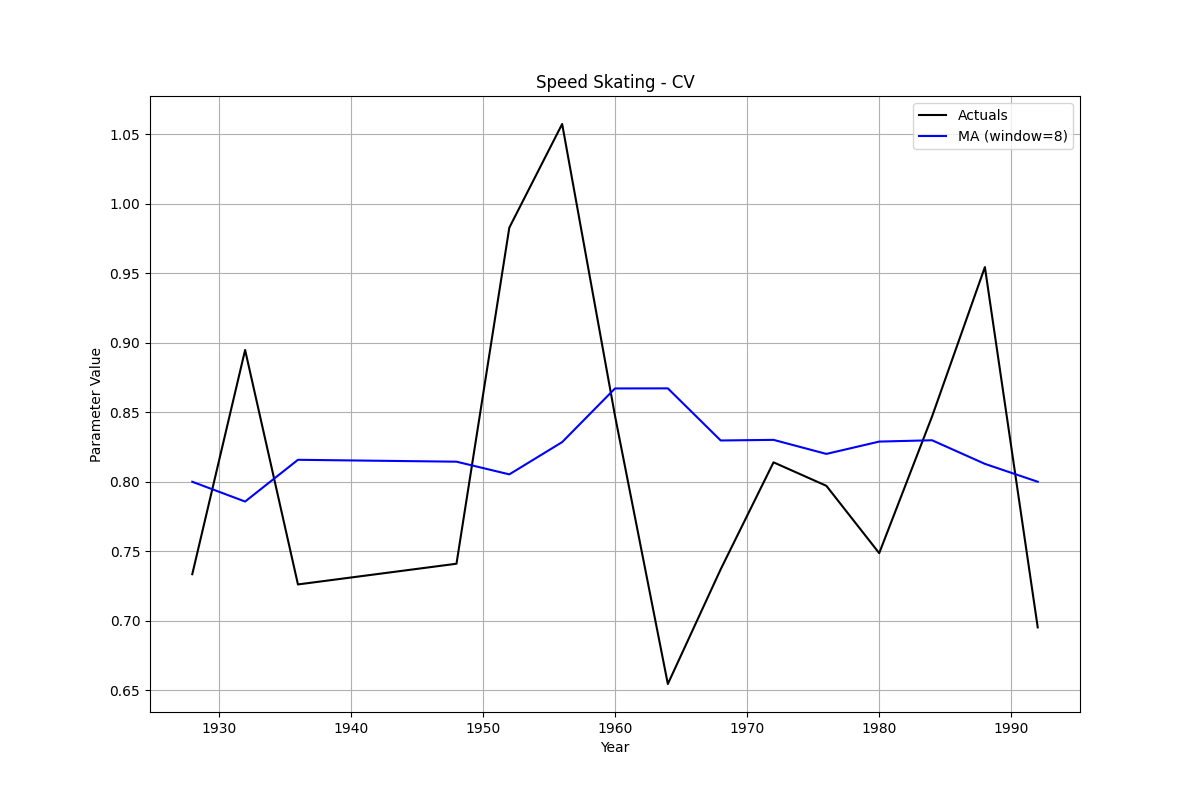 Speed Skating - CV
Actuals
MA (window=8)
Parameter Value
1.05
1.00
0.95
0.90
0.85
0.80
0.75
0.70
0.65
1930 1940 1950 1960 1970 1980 1990
Year